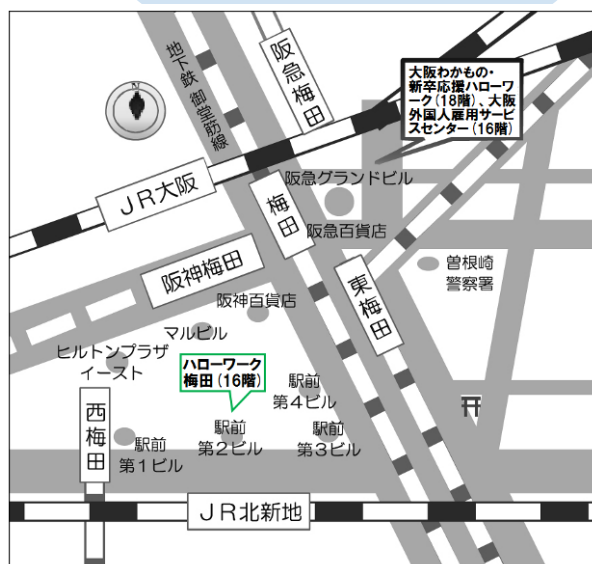 地下鉄 御堂筋線
阪急梅田
大阪わかもの・
新卒応援ハローワ
ーク(18階)、大阪
外国人雇用サービ
スセンター(16階)
N
JR大阪
阪急グランドビル
梅田
阪急百貨店
阪神梅田
東梅田
曽根崎
警察署
阪神百貨店
マルビル
ヒルトンプラザ
イースト
ハローワーク
梅田(16階)
駅前
第4ビル
西梅田
駅前
第1ビル
駅前
第2ビル
駅前
第3ビル
JR北新地